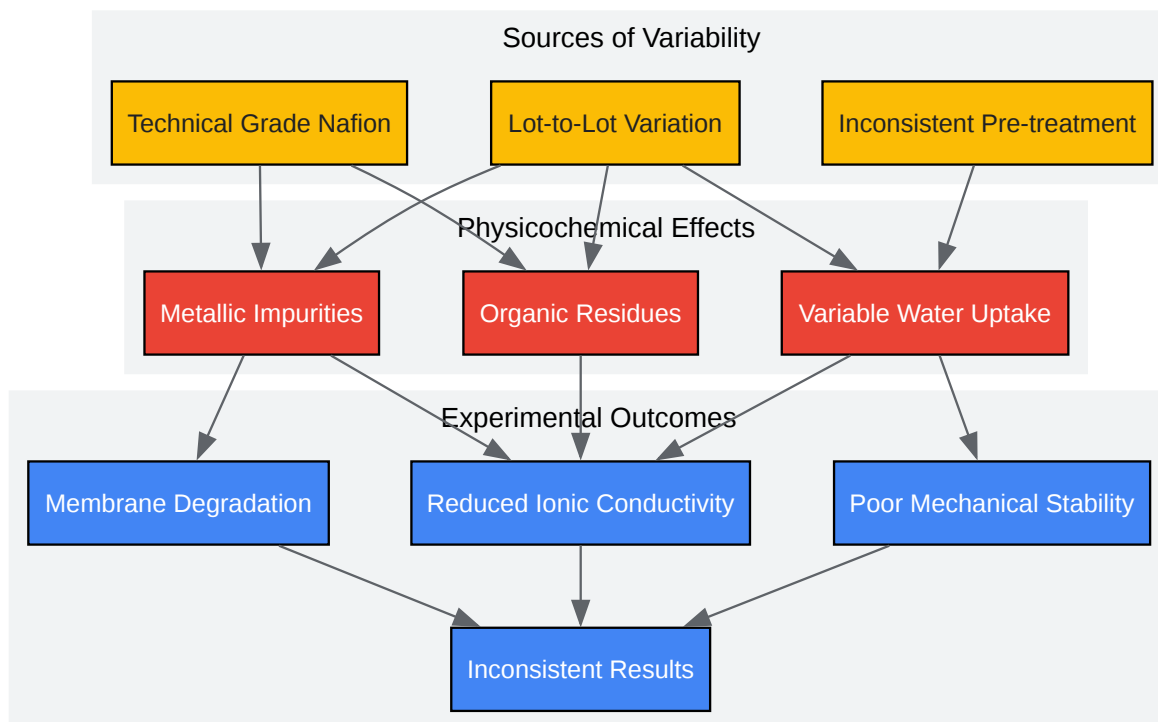 Sources of Variability
Technical Grade Nafion
Lot-to-Lot Variation
Inconsistent Pre-treatment
Physicochemical Effects
Metallic Impurities
Organic Residues
Variable Water Uptake
Experimental Outcomes
Membrane Degradation
Reduced Ionic Conductivity
Poor Mechanical Stability
Inconsistent Results